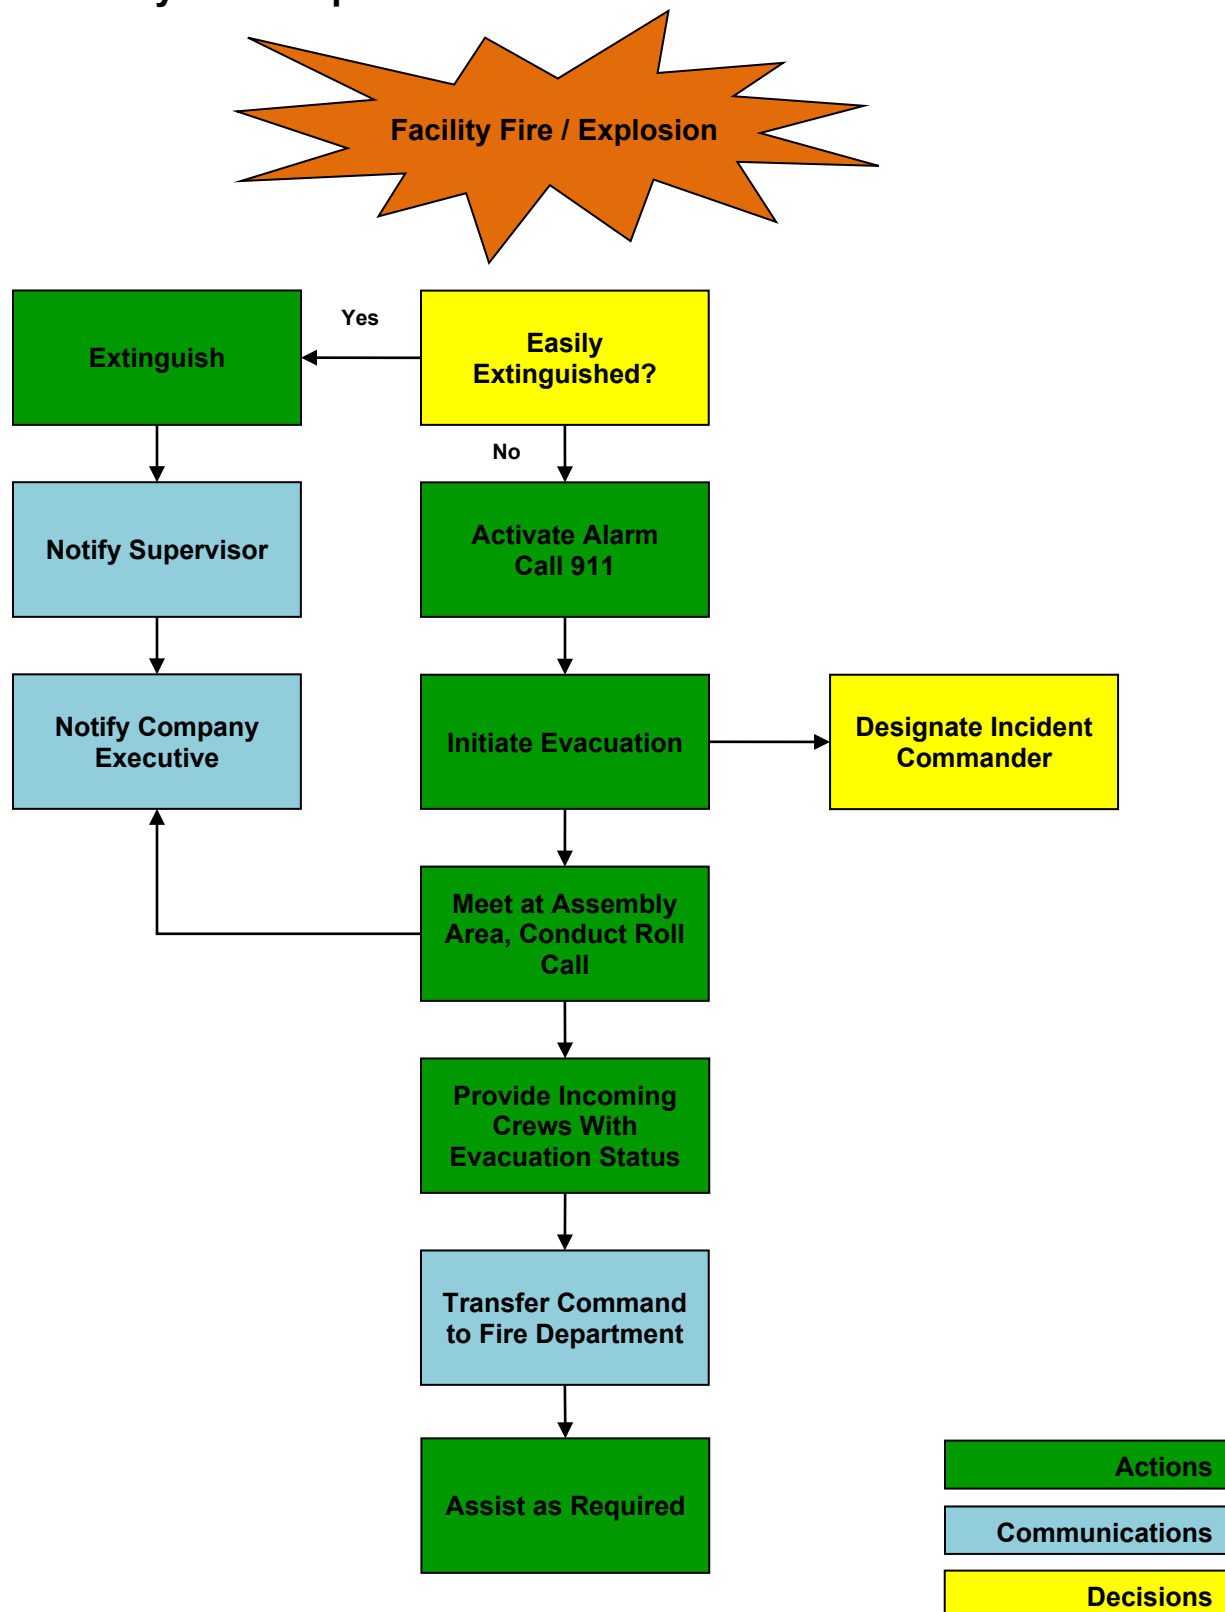 Facility Fire / Explosion
Yes
Easily
Extinguished?
Extinguish
No
Notify Supervisor
Activate Alarm
Call 911
Notify Company
Executive
Initiate Evacuation
Designate Incident
Commander
Meet at Assembly
Area, Conduct Roll
Call
Provide Incoming
Crews With
Evacuation Status
Transfer Command
to Fire Department
Assist as Required
Actions
Communications
Decisions